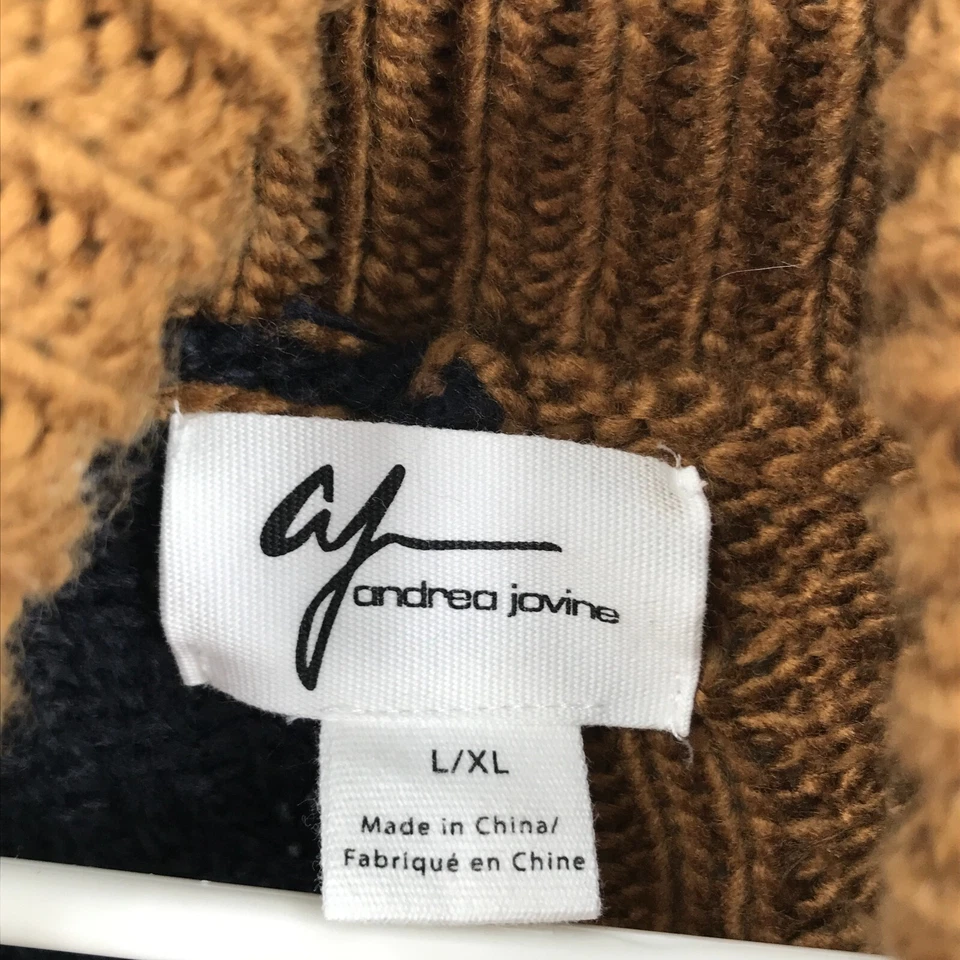 aj
andrea jovine
L/XL
Made in China/
Fabriqué en Chine